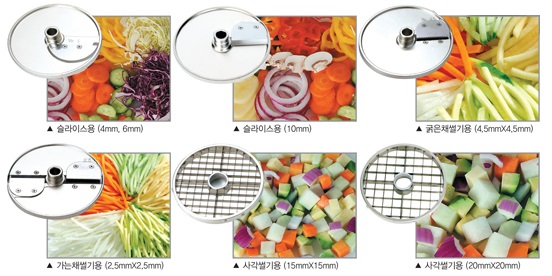 ▲ 슬라이스용 (4mm, 6mm)
▲ 슬라이스용 (10mm)
▲ 굵은채썰기용 (4,5mmX4,5mm)
▲ 가는채썰기용 (2,5mmX2,5mm)
▲ 사각썰기용 (15mmX15mm)
▲ 사각썰기용 (20mmX20mm)